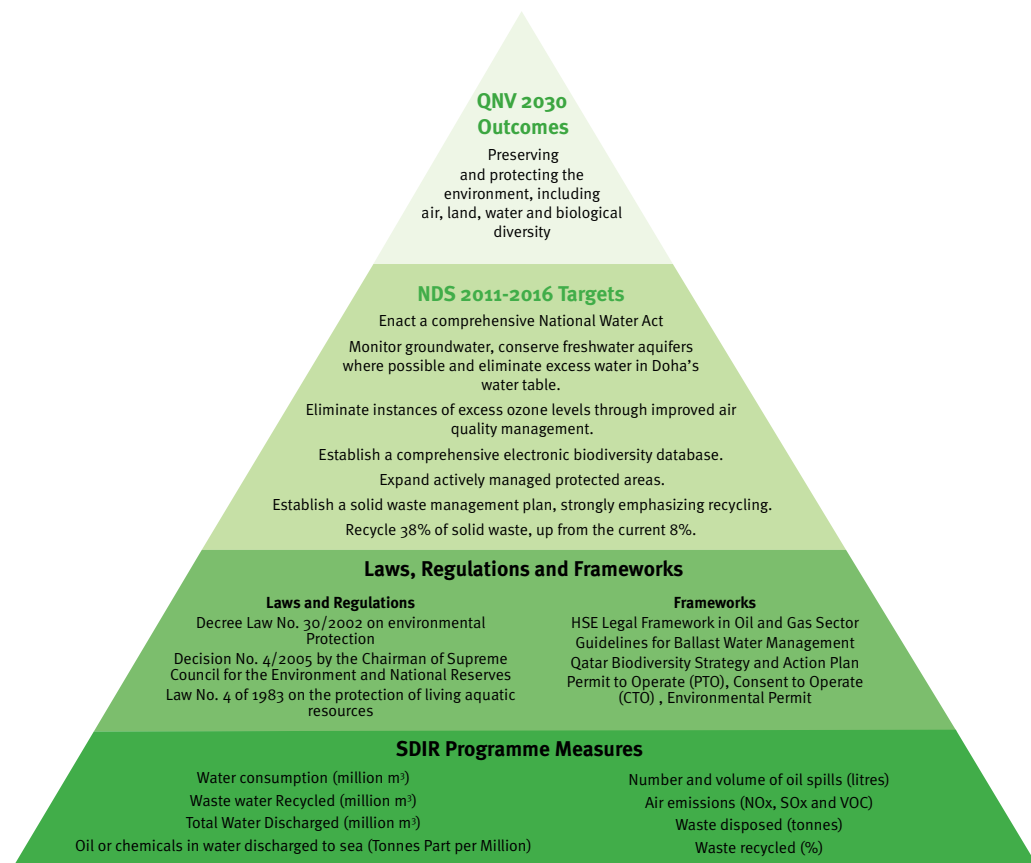 QNV 2030
Outcomes
Preserving
and protecting the
environment, including
air, land, water and biological
diversity
NDS 2011-2016 Targets
Enact a comprehensive National Water Act
Monitor groundwater, conserve freshwater aquifers
where possible and eliminate excess water in Doha's
water table.
Eliminate instances of excess ozone levels through improved air
quality management.
Establish a comprehensive electronic biodiversity database.
Expand actively managed protected areas.
Establish a solid waste management plan, strongly emphasizing recycling.
Recycle 38% of solid waste, up from the current 8%.
Laws, Regulations and Frameworks
Laws and Regulations
Decree Law No. 30/2002 on environmental
Protection
Decision No. 4/2005 by the Chairman of Supreme
Council for the Environment and National Reserves
Law No. 4 of 1983 on the protection of living aquatic
resources
Frameworks
HSE Legal Framework in Oil and Gas Sector
Guidelines for Ballast Water Management
Qatar Biodiversity Strategy and Action Plan
Permit to Operate (PTO), Consent to Operate
(CTO) , Environmental Permit
SDIR Programme Measures
Water consumption (million m³)
Waste water Recycled (million m³)
Total Water Discharged (million m³)
Oil or chemicals in water discharged to sea (Tonnes Part per Million)
Number and volume of oil spills (litres)
Air emissions (NOx, SOx and VOC)
Waste disposed (tonnes)
Waste recycled (%)